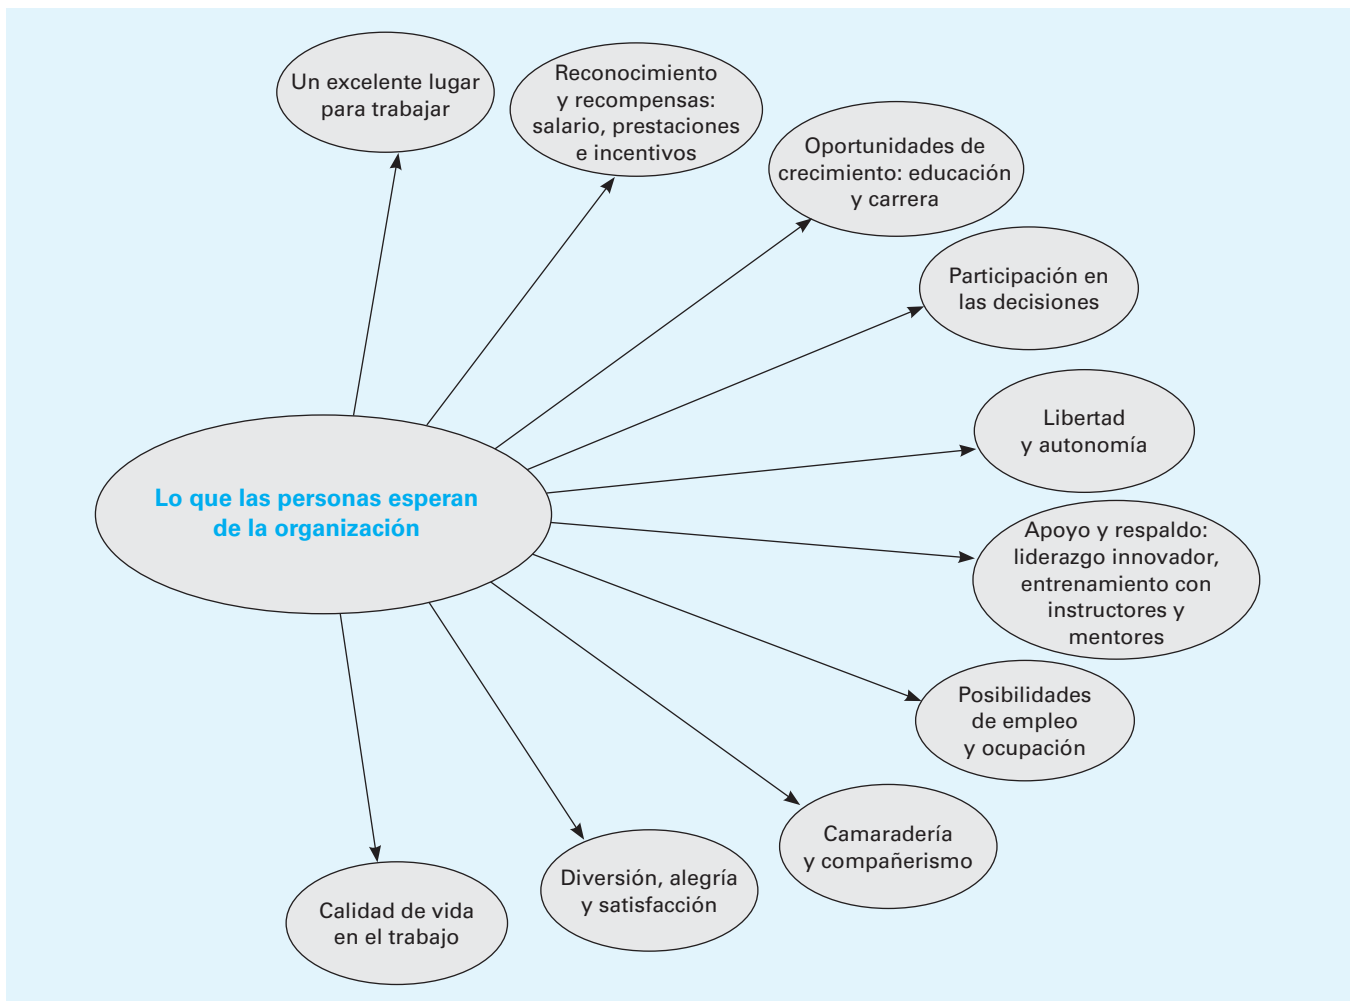 Un excelente lugar
para trabajar
Reconocimiento
y recompensas:
salario, prestaciones
e incentivos
Oportunidades de
crecimiento: educación
y carrera
Participación en
las decisiones
Libertad
y autonomía
Lo que las personas esperan
de la organización
Apoyo y respaldo:
liderazgo innovador,
entrenamiento con
instructores y
mentores
Posibilidades
de empleo
y ocupación
Camaradería
y compañerismo
Diversión, alegría
y satisfacción
Calidad de vida
en el trabajo